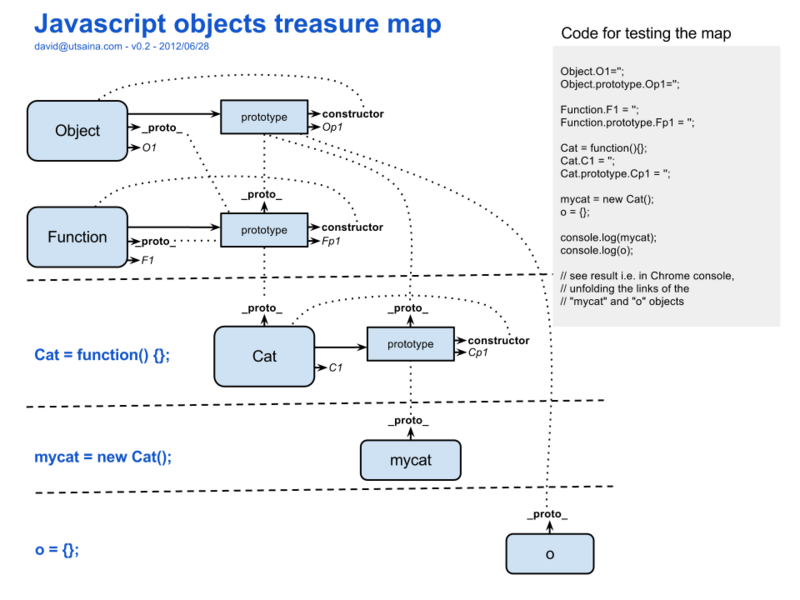 Javascript objects treasure map
david@utsaina.com - v0.2 - 2012/06/28
Code for testing the map
Object.O1='';
Object.prototype.Op1='';
Function.F1 = '';
Function.prototype.Fp1 = '';
Cat = function(){};
Cat.C1 = '';
Cat.prototype.Cp1 = '';
mycat = new Cat();
o = {};
console.log(mycat);
console.log(o);
// see result i.e. in Chrome console,
// unfolding the links of the
// "mycat" and "o" objects
Object
prototype
constructor
Op1
_proto_
O1
_proto_
Function
prototype
constructor
Fp1
_proto_
F1
_proto_
_proto_
Cat = function() {};
Cat
prototype
constructor
Cp1
C1
_proto_
mycat = new Cat();
mycat
_proto_
o = {};
o